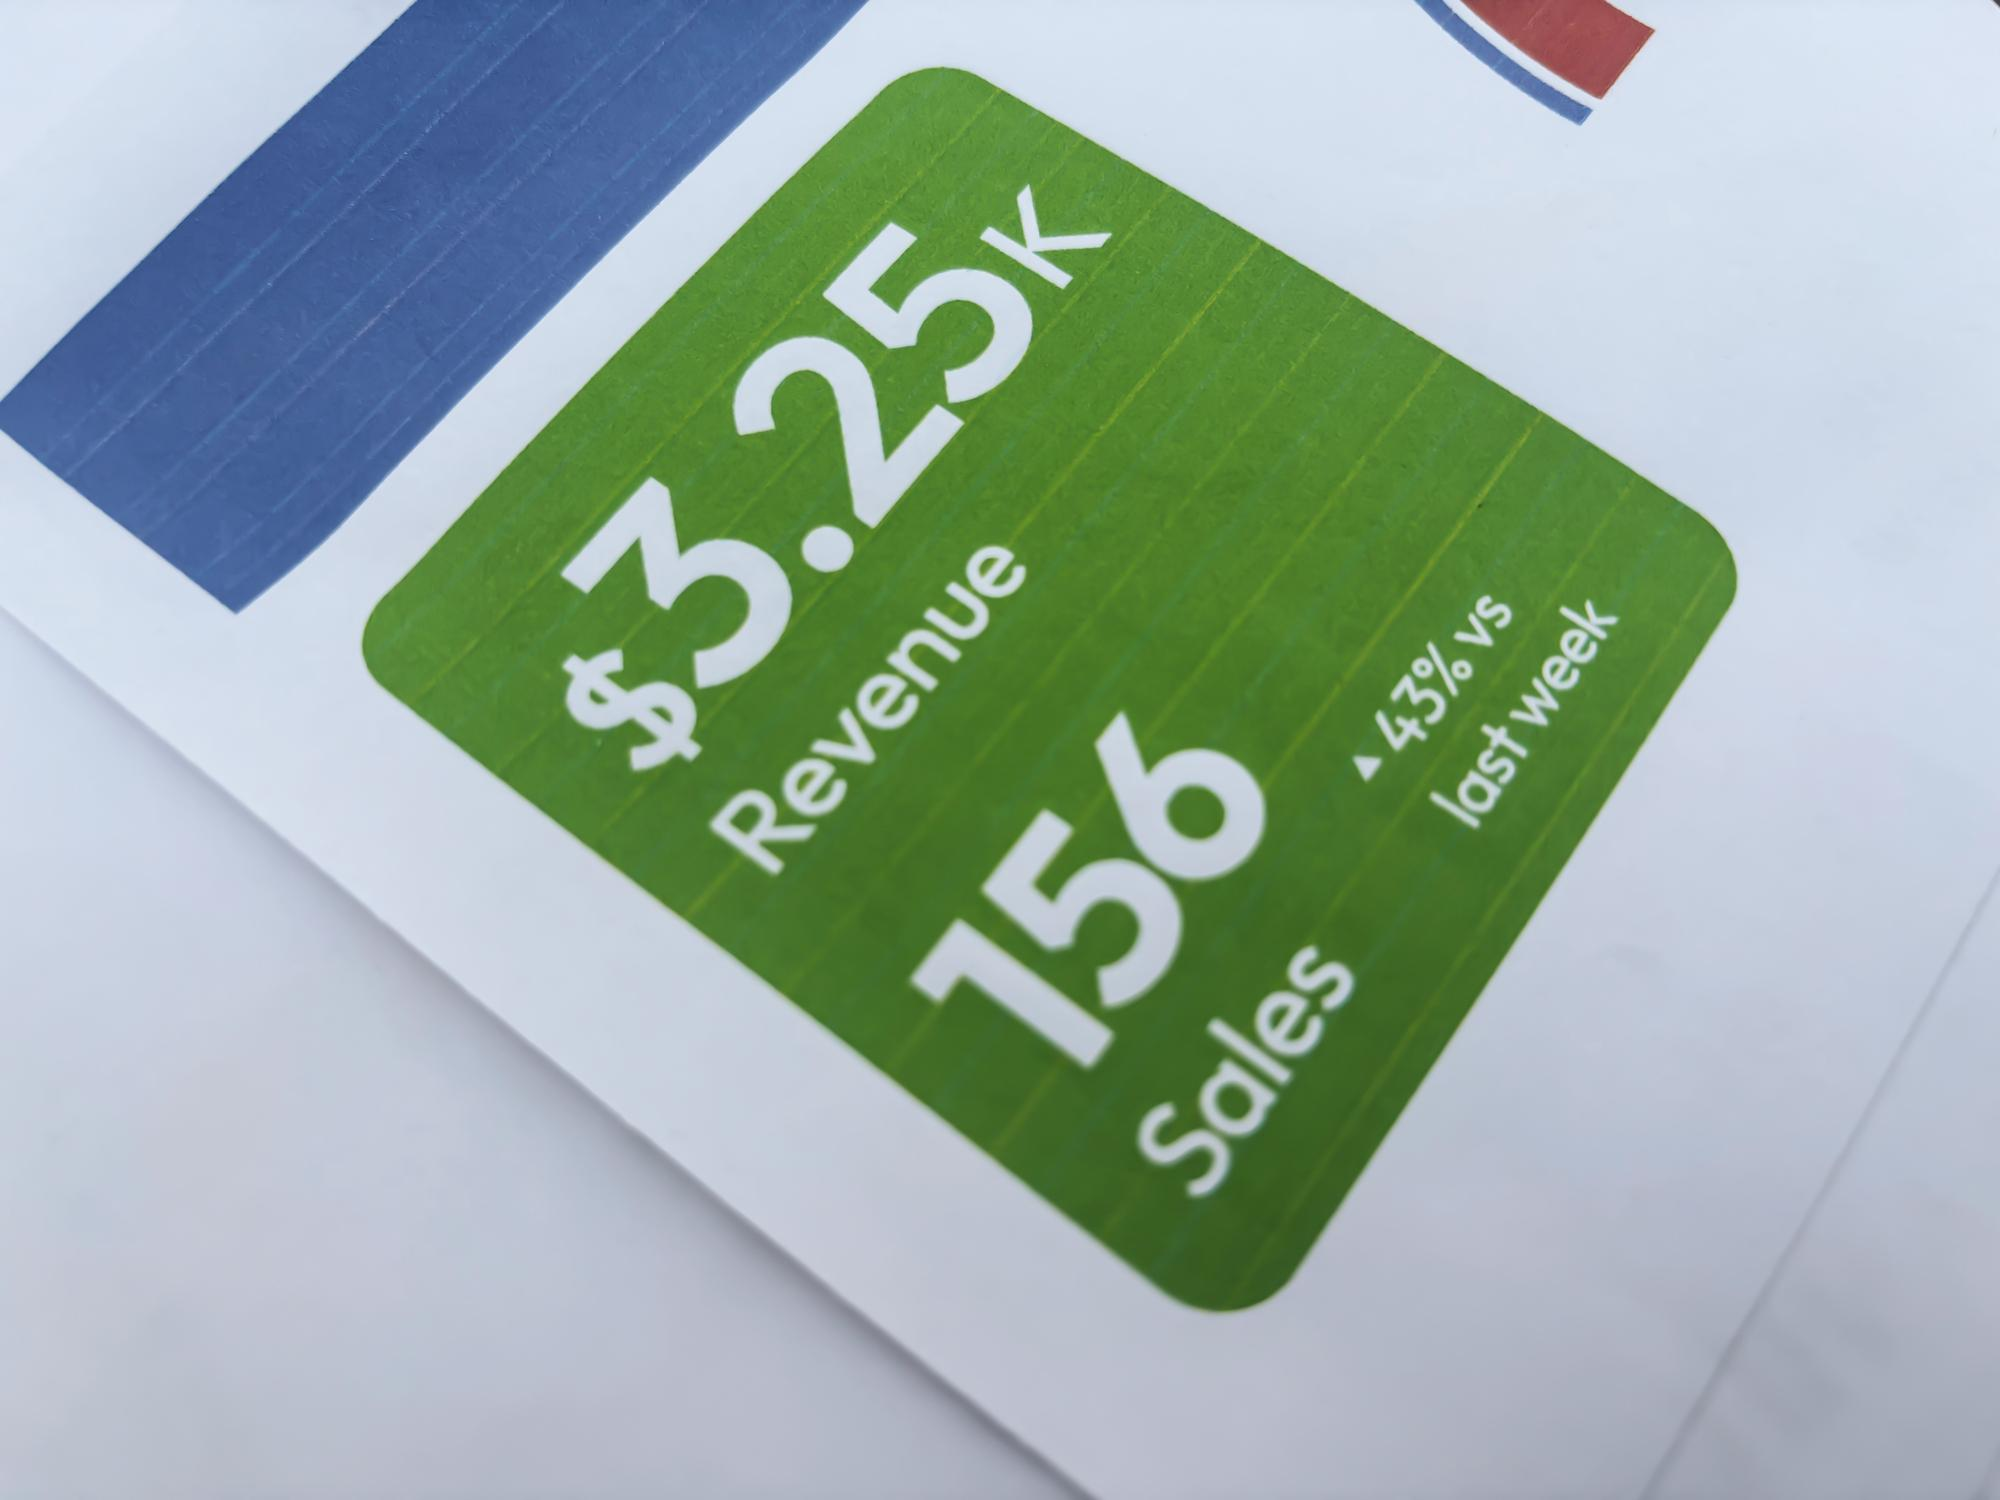 $3.25K
Revenue
156
Sales
▲ 43% vs
last week